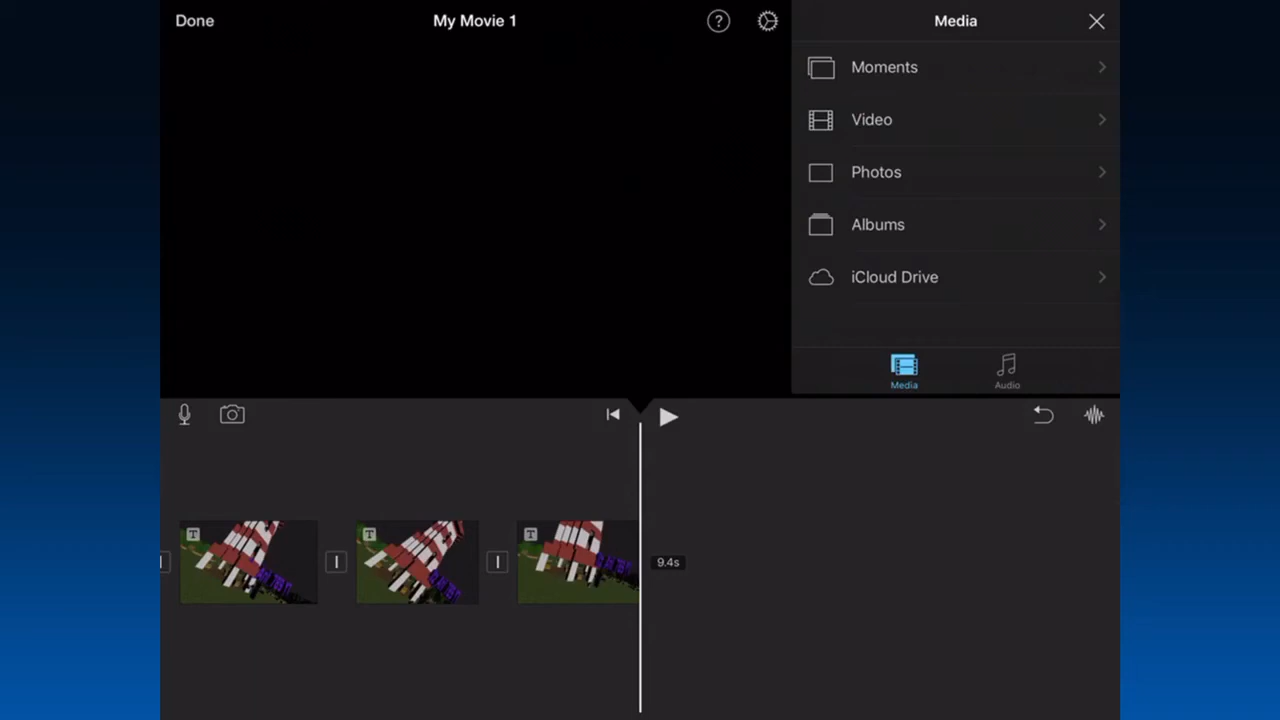 Done
My Movie 1
?
Media
Moments
Video
Photos
Albums
iCloud Drive
Media
Audio
T
T
T
9.4s